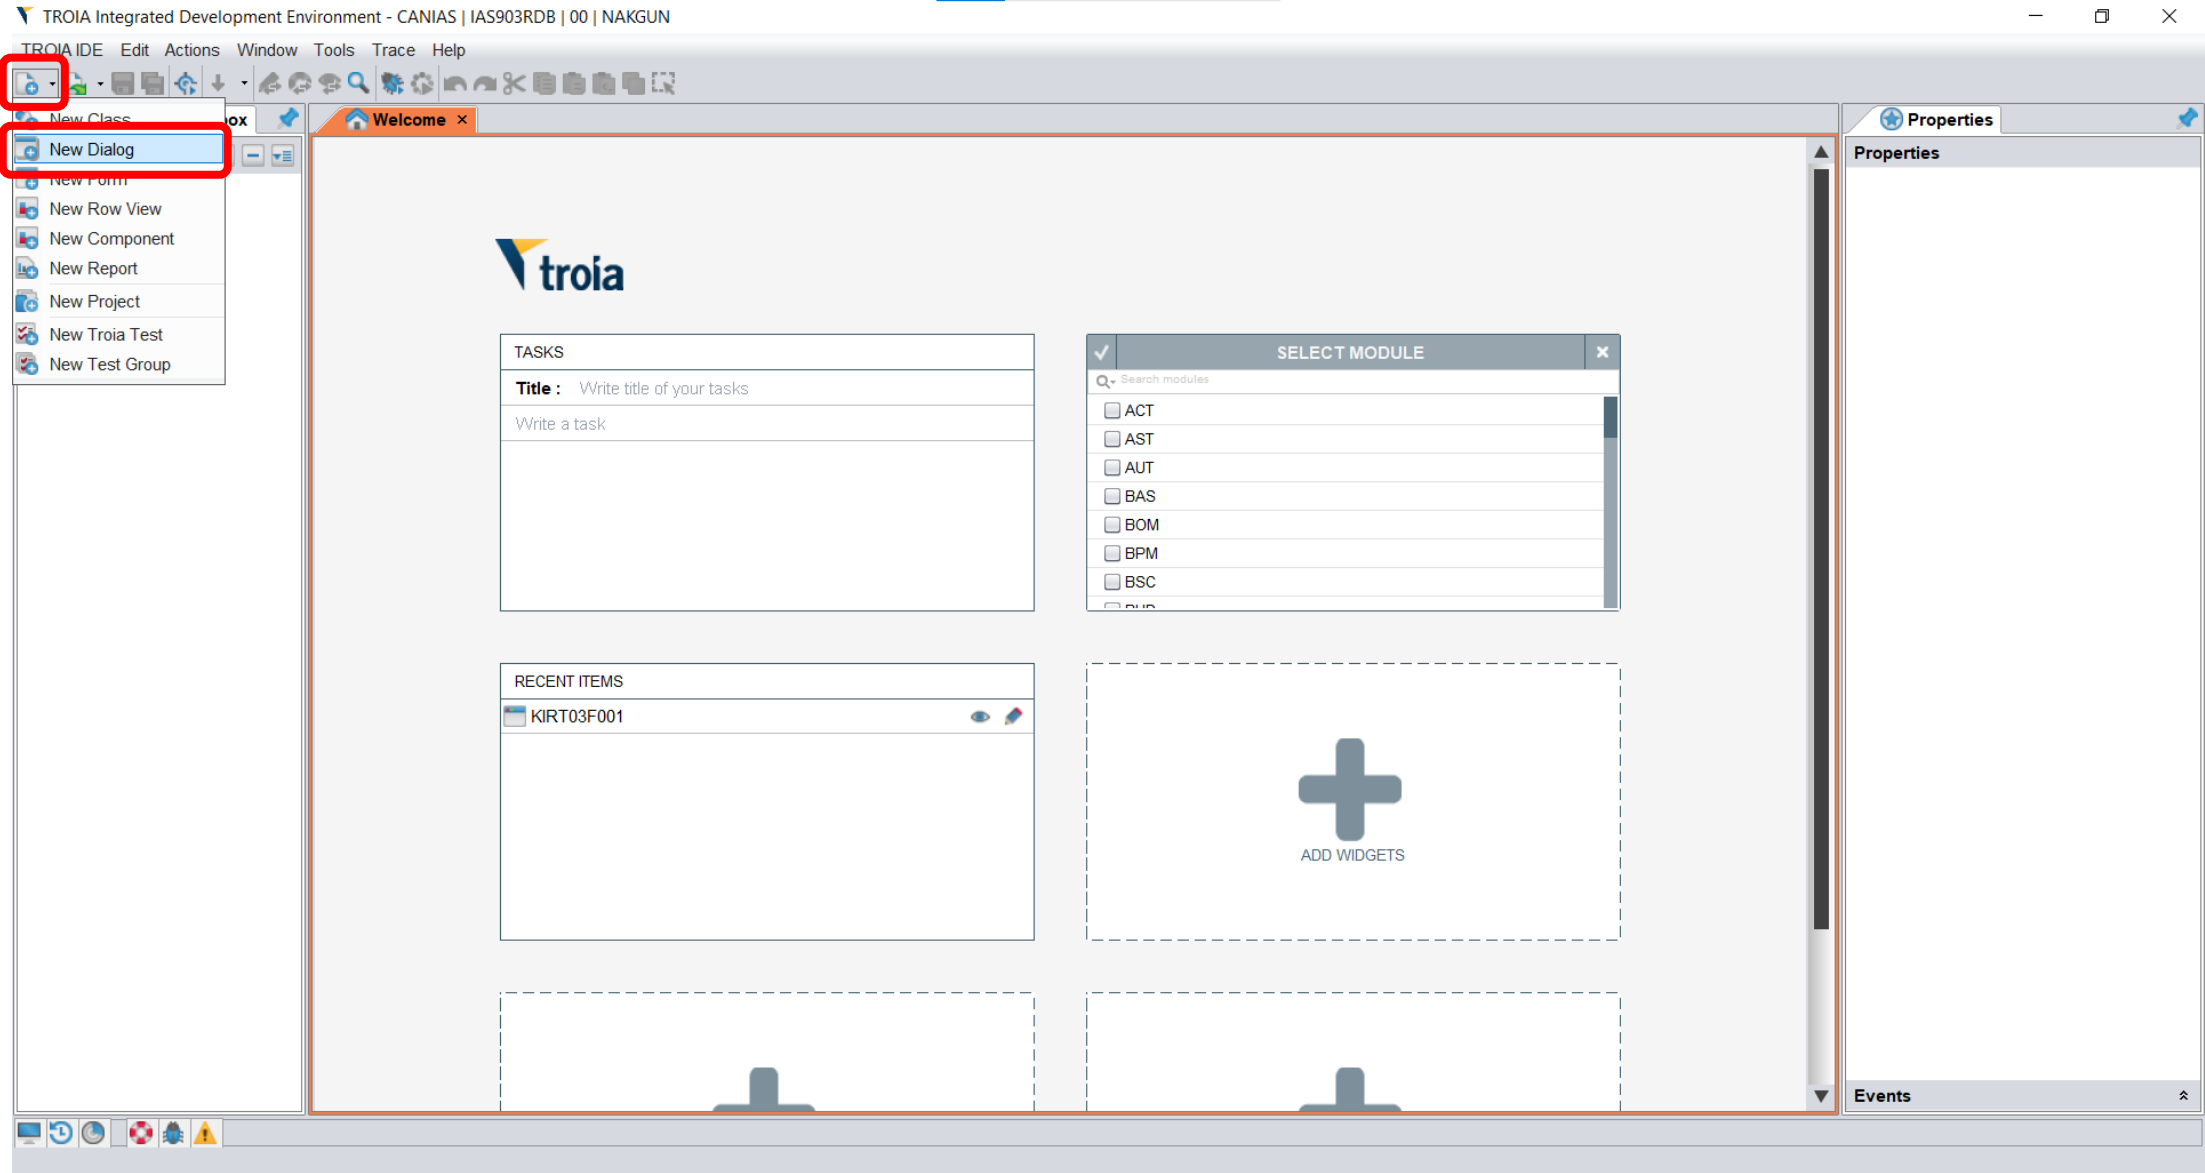 TROIA Integrated Development Environment - CANIAS | IAS903RDB | 00 | NAKGUN
TROIA IDE Edit Actions Window Tools Trace Help
New Class
box
Welcome ×
Properties
New Dialog
Properties
New Form
New Row View
New Component
New Report
New Project
New Troia Test
New Test Group
troia
TASKS
Title : Write title of your tasks
Write a task
SELECT MODULE
Search modules
ACT
AST
AUT
BAS
BOM
BPM
BSC
RECENT ITEMS
KIRT03F001
ADD WIDGETS
Events